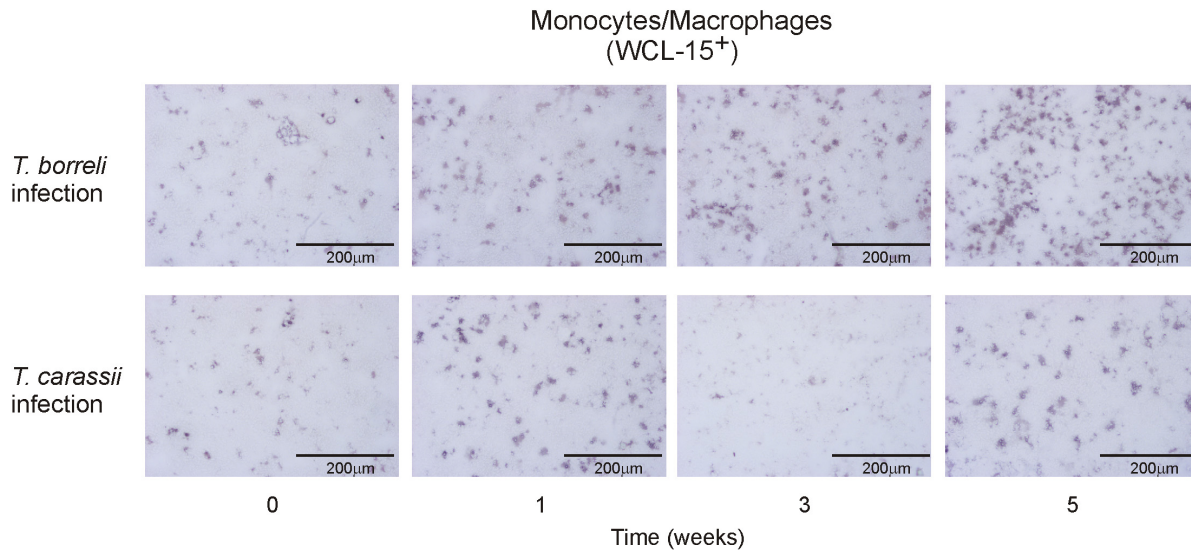 Monocytes/Macrophages
(WCL-15+)
T. borreli
infection
200µm
200µm
200µm
200µm
T. carassii
infection
200µm
200µm
200µm
200µm
0
1
3
5
Time (weeks)